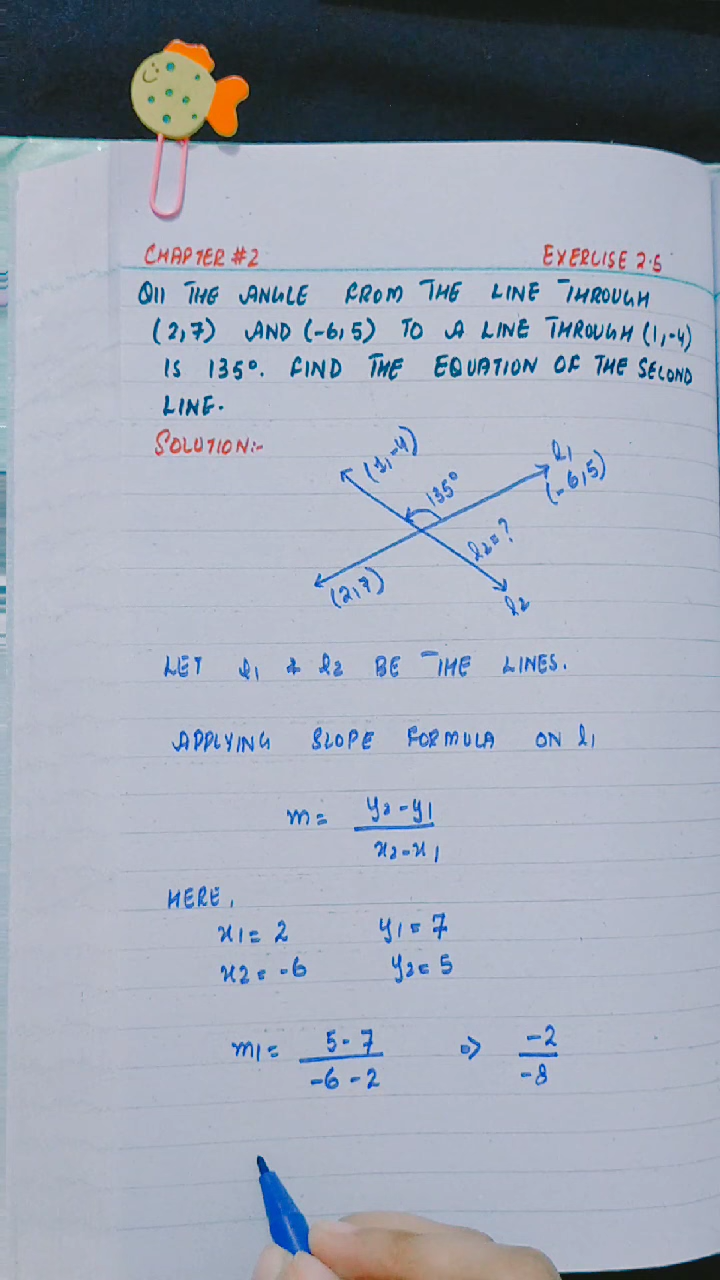 CHAPTER #2 EXERCISE 2.5
Q11 THE ANGLE FROM THE LINE THROUGH
(2,7) AND (-6,5) TO A LINE THROUGH (1,-4)
IS 135°. FIND THE EQUATION OF THE SECOND
LINE.
SOLUTION:-
(1,-4)
135°
l1
(-6,5)
l2=?
(2,7)
l2
LET l1 & l2 BE THE LINES.
APPLYING SLOPE FORMULA ON l1
m = y2-y1 / x2-x1
HERE,
x1 = 2 y1 = 7
x2 = -6 y2 = 5
m1 = 5-7 / -6-2 => -2 / -8